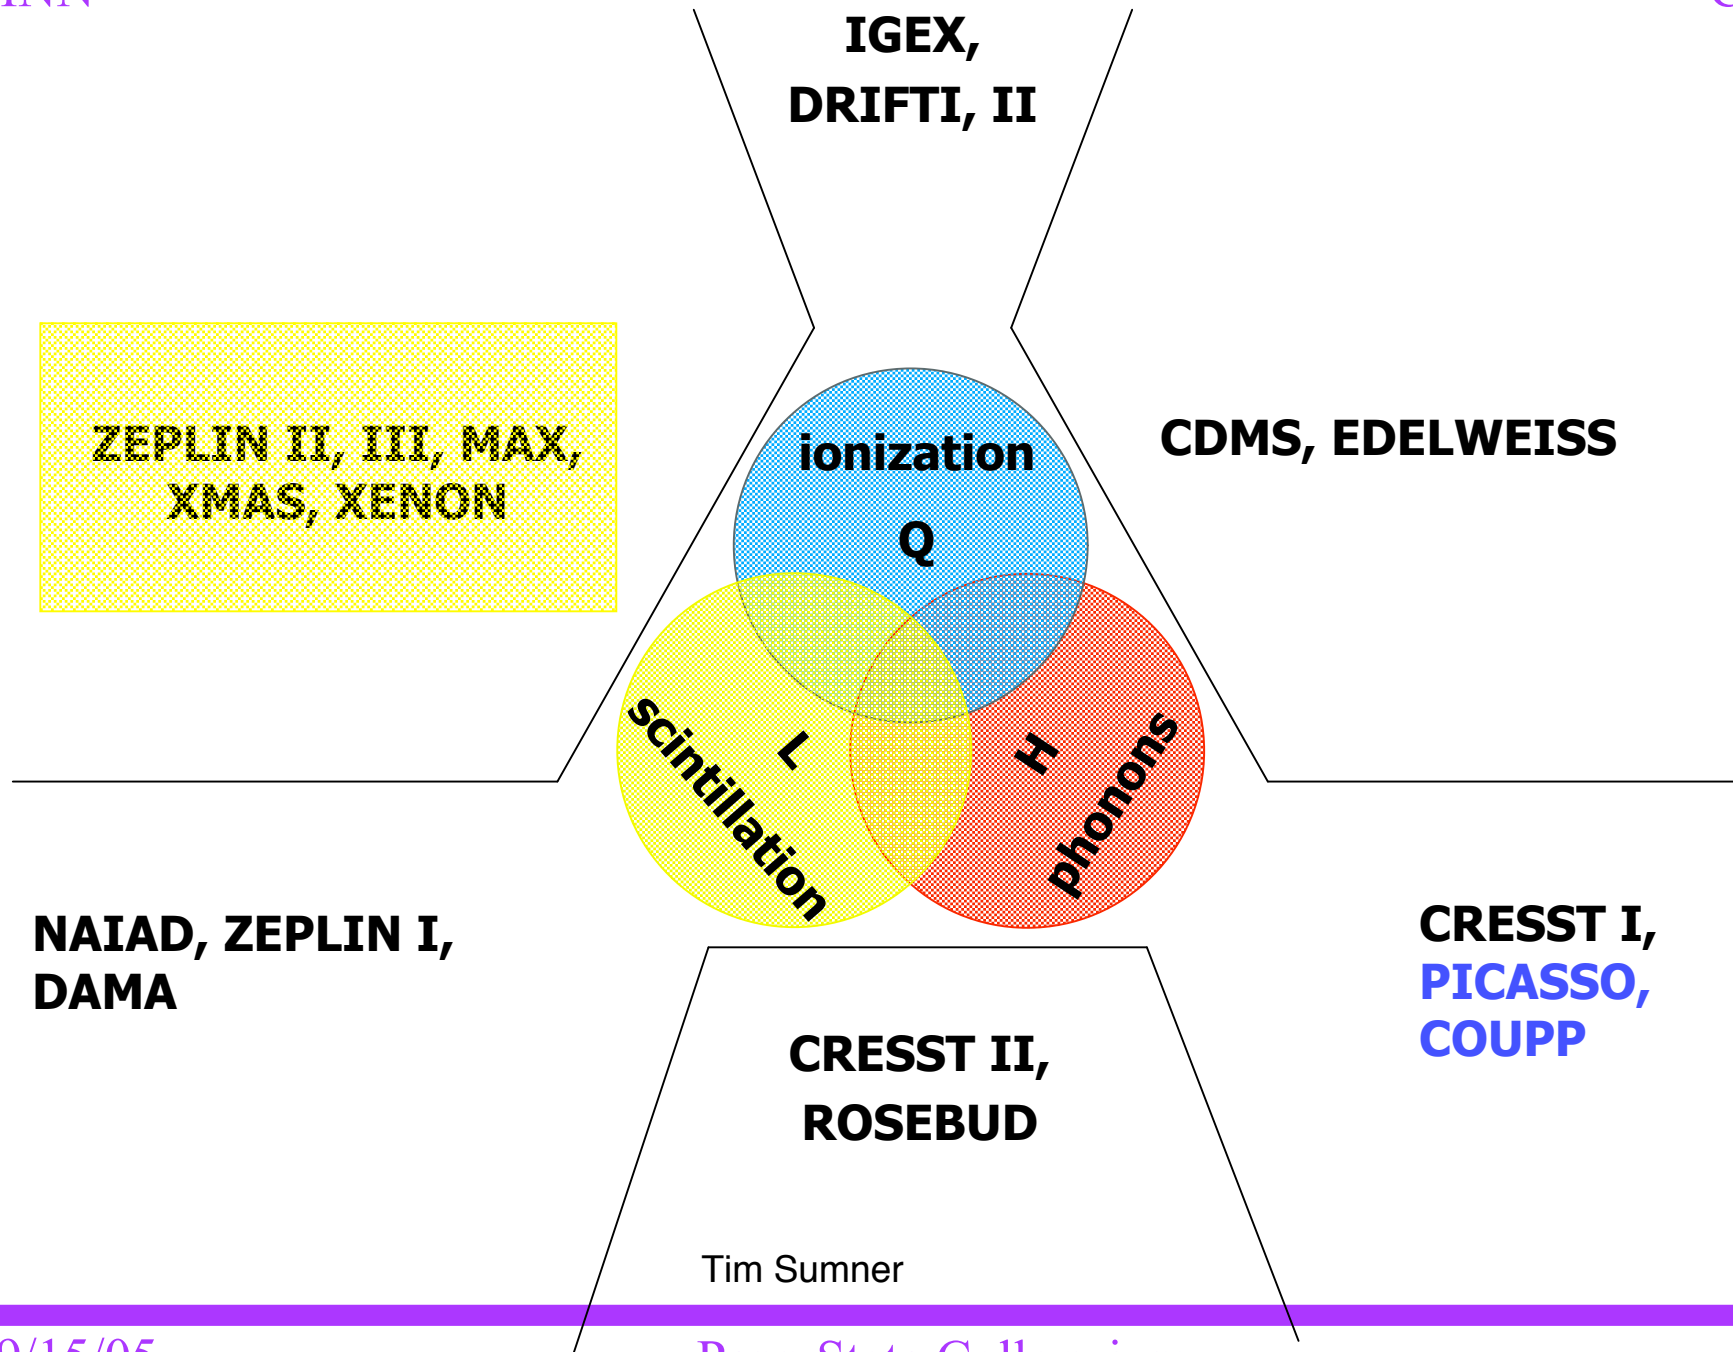 IGEX,
DRIFTI, II
ZEPLIN II, III, MAX,
XMAS, XENON
CDMS, EDELWEISS
ionization
Q
L
scintillation
H
phonons
NAIAD, ZEPLIN I,
DAMA
CRESST I,
PICASSO,
COUPP
CRESST II,
ROSEBUD
Tim Sumner